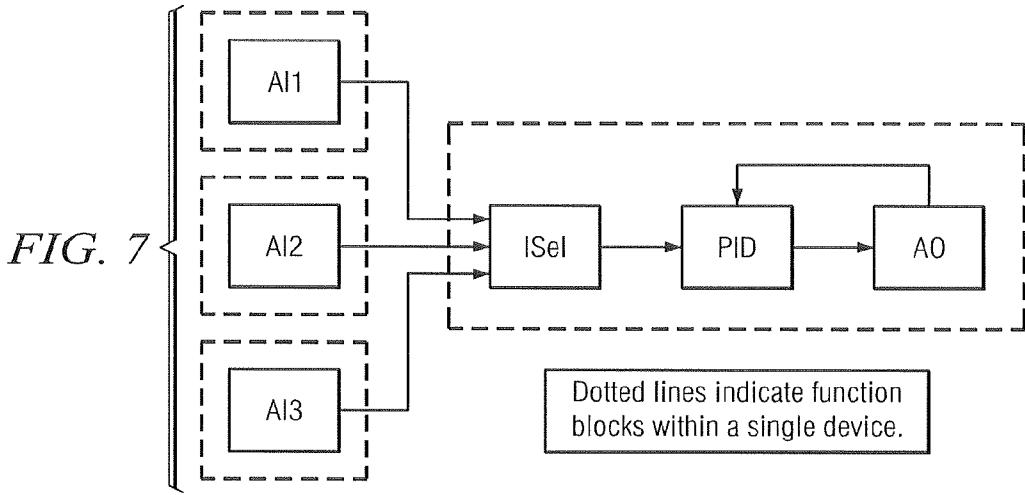 FIG. 7
AI1
AI2
AI3
ISel
PID
AO
Dotted lines indicate function
blocks within a single device.